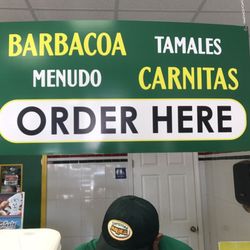 BARBACOA TAMALES
MENUDO CARNITAS
ORDER HERE